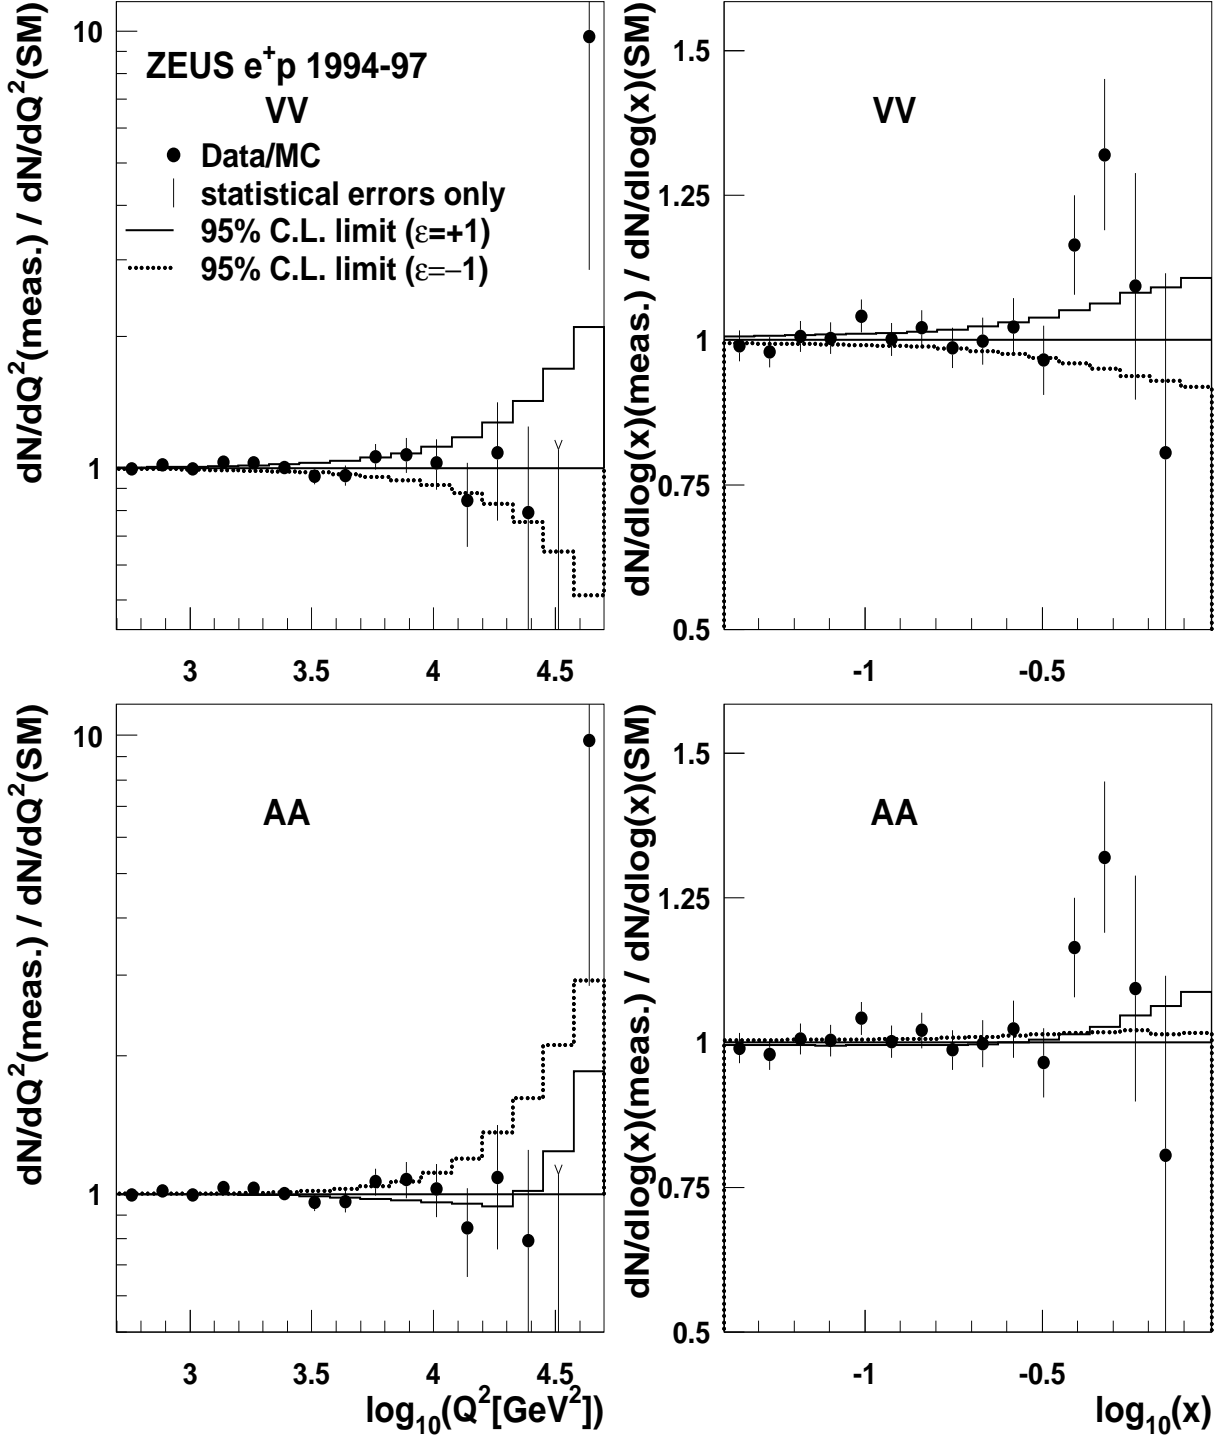 dN/dQ²(meas.) / dN/dQ²(SM)
10
1
ZEUS e⁺p 1994-97
VV
Data/MC
statistical errors only
95% C.L. limit (ε=+1)
95% C.L. limit (ε=−1)
3
3.5
4
4.5
dN/dlog(x)(meas.) / dN/dlog(x)(SM)
1.5
1.25
1
0.75
0.5
VV
-1
-0.5
dN/dQ²(meas.) / dN/dQ²(SM)
10
1
AA
3
3.5
4
4.5
log₁₀(Q²[GeV²])
dN/dlog(x)(meas.) / dN/dlog(x)(SM)
1.5
1.25
1
0.75
0.5
AA
-1
-0.5
log₁₀(x)